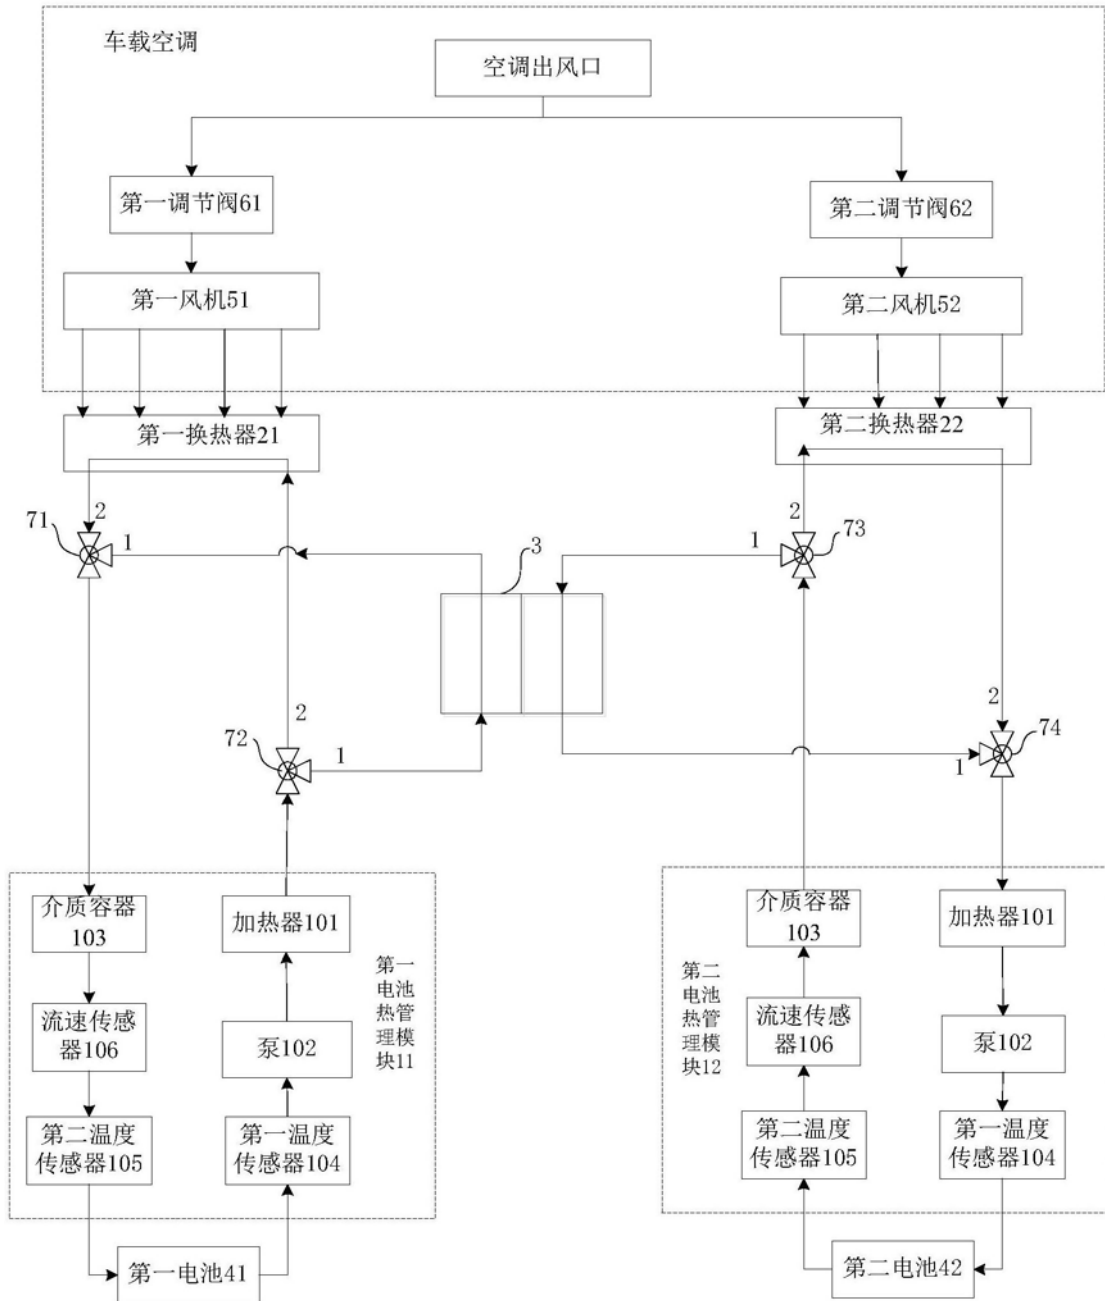 车载空调
空调出风口
第一调节阀61
第二调节阀62
第一风机51
第二风机52
第一换热器21
第二换热器22
2
71
1
3
2
1
73
2
72
1
2
74
1
介质容器
103
加热器101
第一
电池
热管
理模
块11
流速传感
器106
泵102
第二温度
传感器105
第一温度
传感器104
第一电池41
介质容器
103
加热器101
第二
电池
热管
理模
块12
流速传感
器106
泵102
第二温度
传感器105
第一温度
传感器104
第二电池42